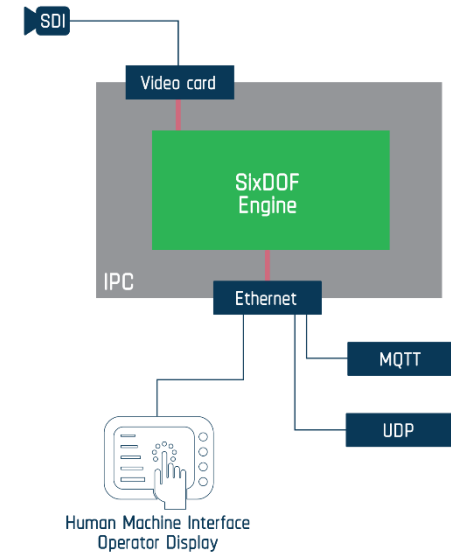 SDI
Video card
SixDOF
Engine
IPC
Ethernet
MQTT
UDP
Human Machine Interface
Operator Display